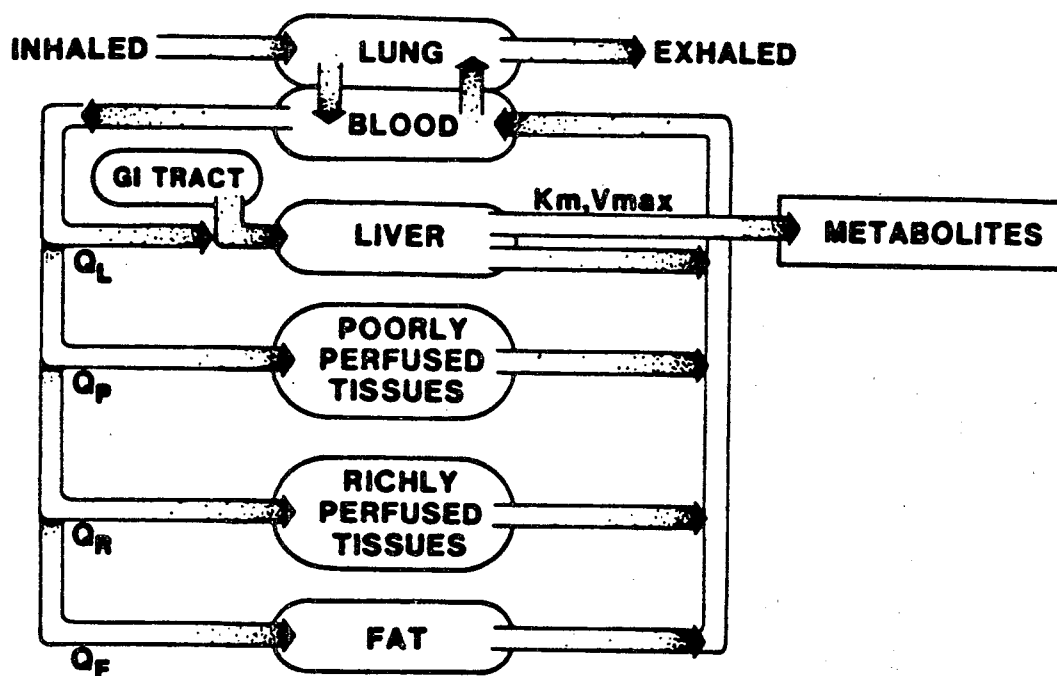 INHALED
LUNG
EXHALED
BLOOD
GI TRACT
Km,Vmax
LIVER
METABOLITES
QL
POORLY
PERFUSED
TISSUES
QP
RICHLY
PERFUSED
TISSUES
QR
FAT
QF